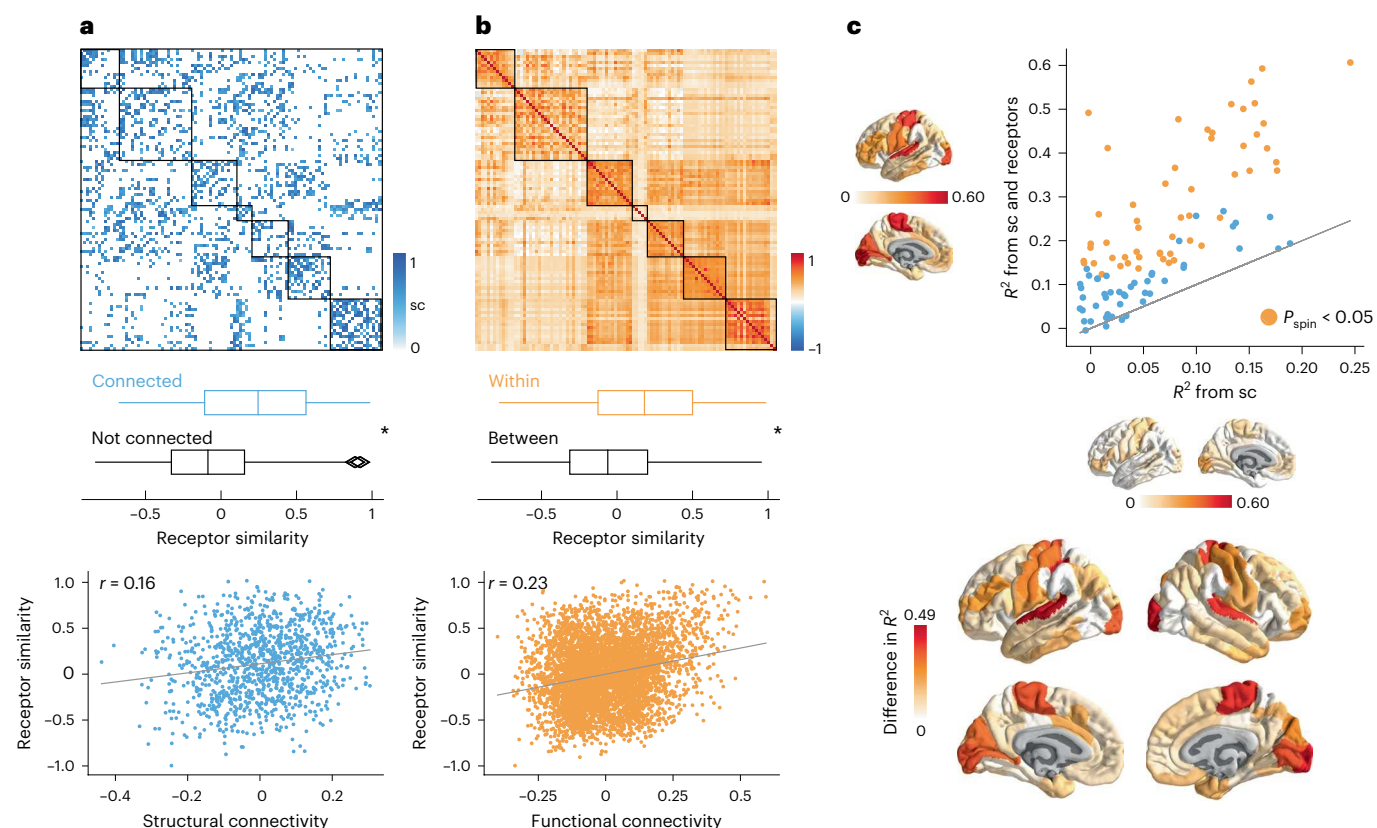 a
1
sc
0
Connected
Not connected
*
–0.5
0
0.5
1
Receptor similarity
r = 0.16
1.0
0.5
0
–0.5
–1.0
Receptor similarity
–0.4
–0.2
0
0.2
Structural connectivity
b
1
–1
Within
Between
*
–0.5
0
0.5
1
Receptor similarity
r = 0.23
1.0
0.5
0
–0.5
–1.0
Receptor similarity
–0.25
0
0.25
0.5
Functional connectivity
c
0
0.60
R² from sc and receptors
0.6
0.5
0.4
0.3
0.2
0.1
0
Pspin < 0.05
0
0.05
0.10
0.15
0.20
0.25
R² from sc
0
0.60
Difference in R²
0.49
0